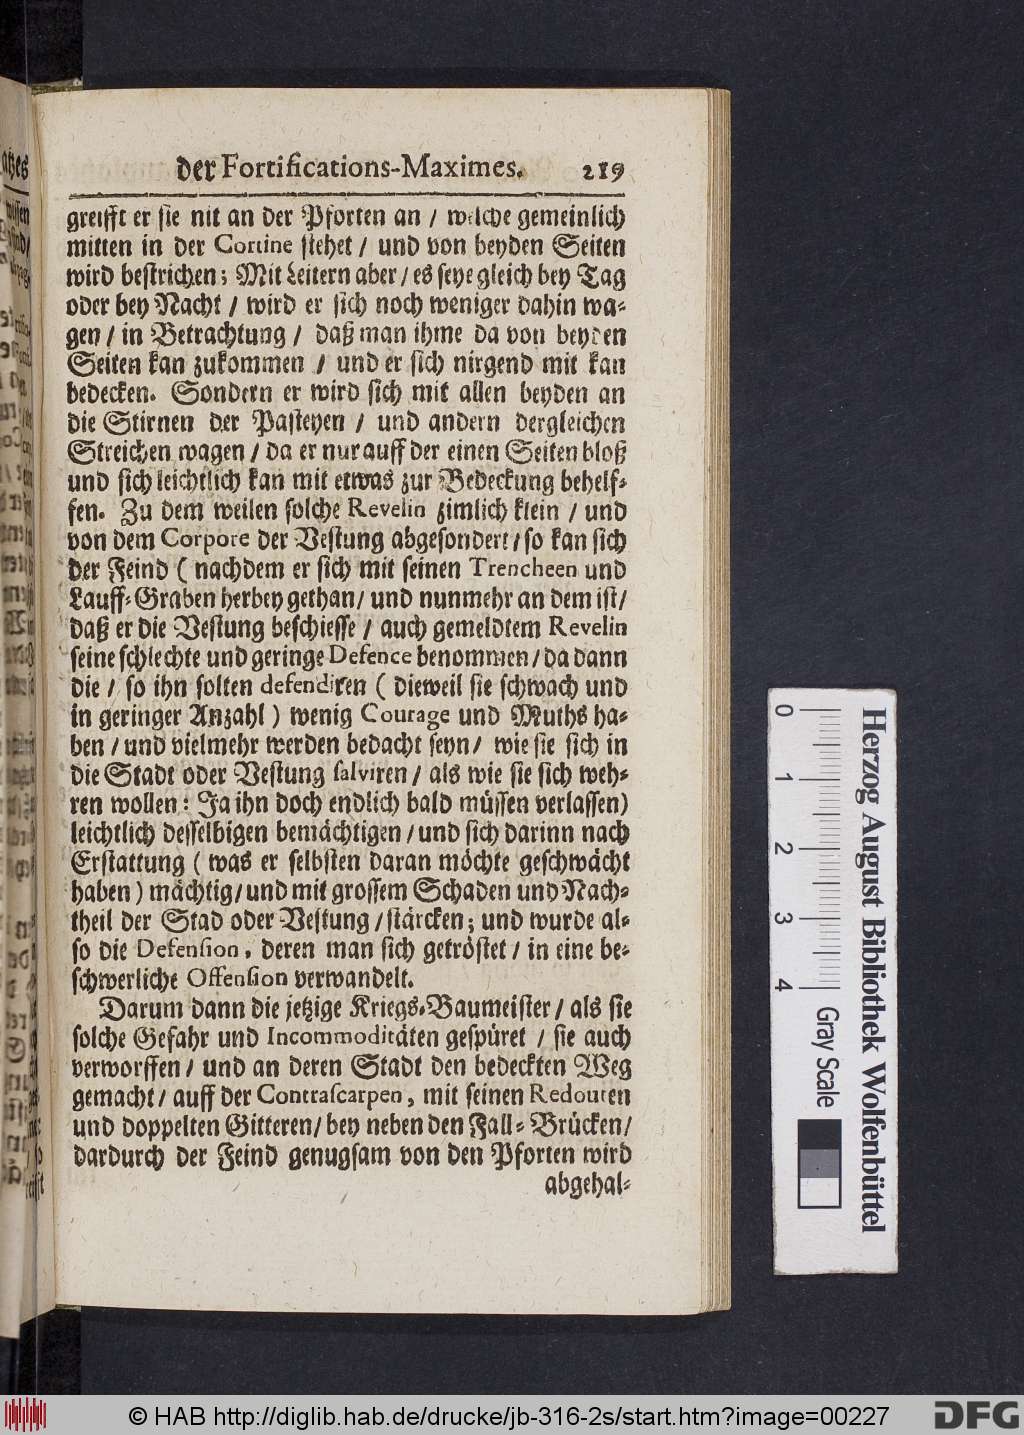 der Fortifications-Maximes. 219
greifft er sie nit an der Pforten an / welche gemeinlich
mitten in der Cortine stehet / und von beyden Seiten
wird bestrichen; Mit Leitern aber / es seye gleich bey Tag
oder bey Nacht / wird er sich noch weniger dahin wa-
gen / in Betrachtung / daß man ihme da von beyden
Seiten kan zukommen / und er sich nirgend mit kan
bedecken. Sondern er wird sich mit allen beyden an
die Stirnen der Pasteyen / und andern dergleichen
Streichen wagen / da er nur auff der einen Seiten bloß
und sich leichtlich kan mit etwas zur Bedeckung behelf-
fen. Zu dem weilen solche Revelin zimlich klein / und
von dem Corpore der Vestung abgesondert / so kan sich
der Feind ( nachdem er sich mit seinen Trencheen und
Lauff-Graben herbey gethan / und nunmehr an dem ist /
daß er die Vestung beschiesse / auch gemeldtem Revelin
seine schlechte und geringe Defence benommen / da dann
die / so ihn solten defendiren ( dieweil sie schwach und
in geringer Anzahl ) wenig Courage und Muths ha-
ben / und vielmehr werden bedacht seyn / wie sie sich in
die Stadt oder Vestung salviren / als wie sie sich weh-
ren wollen: Ja ihn doch endlich bald müssen verlassen)
leichtlich desselbigen bemächtigen / und sich darinn nach
Erstattung ( was er selbsten daran möchte geschwächt
haben ) mächtig / und mit grossem Schaden und Nach-
theil der Stad oder Vestung / stärcken; und wurde al-
so die Defension, deren man sich getröstet / in eine be-
schwerliche Offension verwandelt.
Darum dann die jetzige Kriegs-Baumeister / als sie
solche Gefahr und Incommoditäten gespüret / sie auch
verworffen / und an deren Stadt den bedeckten Weg
gemacht / auff der Contrascarpen, mit seinen Redouten
und doppelten Gitteren / bey neben den Fall-Brücken /
dardurch der Feind genugsam von den Pforten wird
abgehal-
0 1 2 3 4
Gray Scale
Herzog August Bibliothek Wolfenbüttel
© HAB http://diglib.hab.de/drucke/jb-316-2s/start.htm?image=00227
DFG